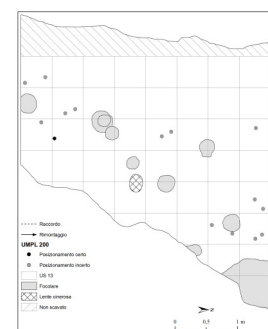 Raccordo
Rimontaggio
UMPL 200
Posizionamento certo
Posizionamento incerto
US 13
Focolare
Lente cinerosa
Non scavato
z
0 0,5 1 m